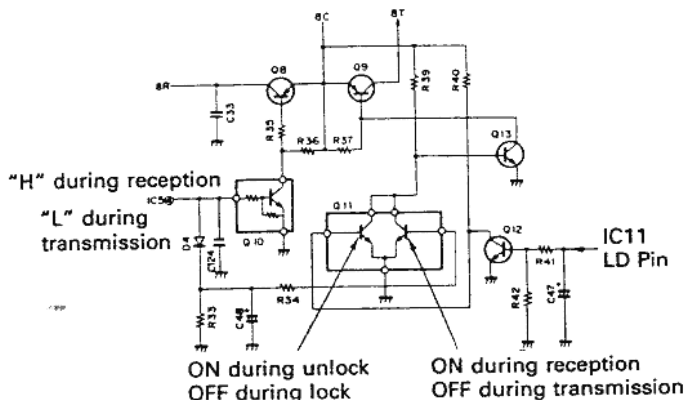 8C
8T
Q8
Q9
8R
C33
R35
R36
R37
R39
R40
Q13
"H" during reception
IC5
"L" during
transmission
Q10
D4
C124
Q11
Q12
IC11
LD Pin
R41
R42
C47
R33
C48
R34
ON during unlock
OFF during lock
ON during reception
OFF during transmission